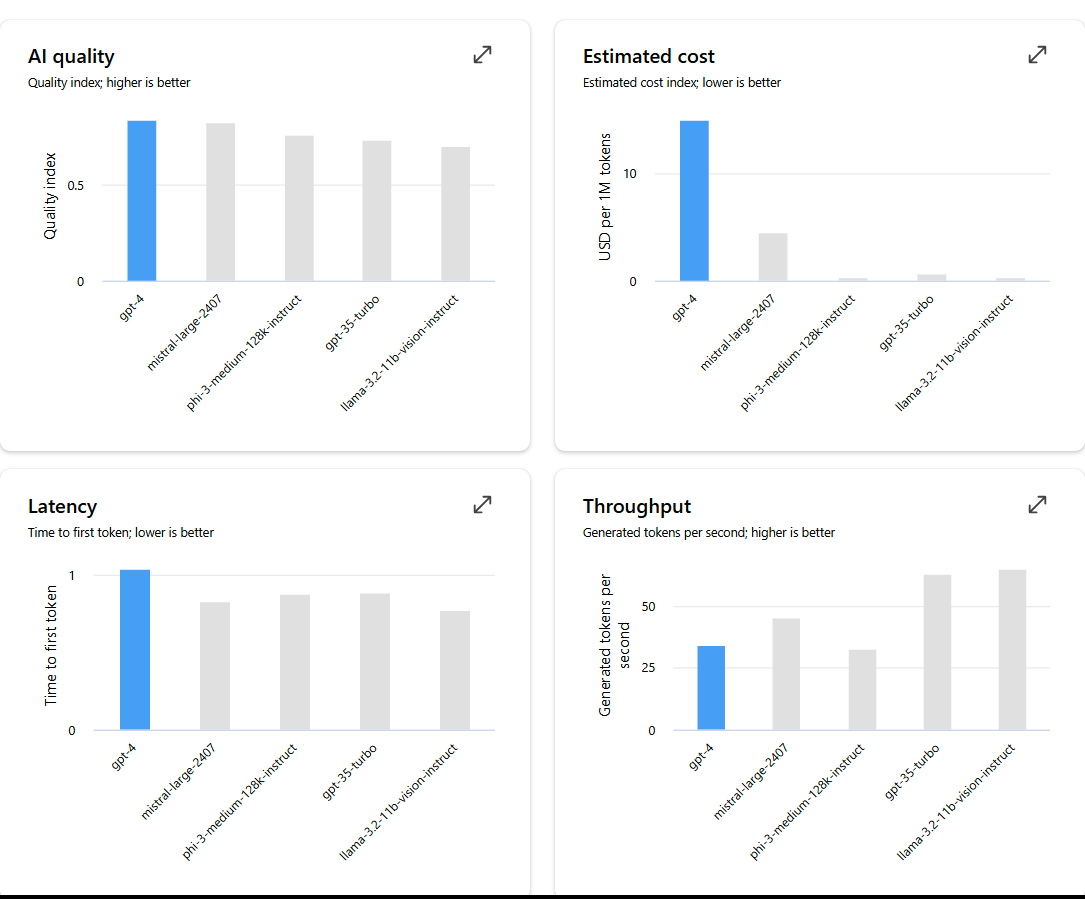 AI quality
Quality index; higher is better
Quality index
0.5
0
gpt-4
mistral-large-2407
phi-3-medium-128k-instruct
gpt-35-turbo
llama-3.2-11b-vision-instruct
Estimated cost
Estimated cost index; lower is better
USD per 1M tokens
10
0
gpt-4
mistral-large-2407
phi-3-medium-128k-instruct
gpt-35-turbo
llama-3.2-11b-vision-instruct
Latency
Time to first token; lower is better
Time to first token
1
0
gpt-4
mistral-large-2407
phi-3-medium-128k-instruct
gpt-35-turbo
llama-3.2-11b-vision-instruct
Throughput
Generated tokens per second; higher is better
Generated tokens per
second
50
25
0
gpt-4
mistral-large-2407
phi-3-medium-128k-instruct
gpt-35-turbo
llama-3.2-11b-vision-instruct